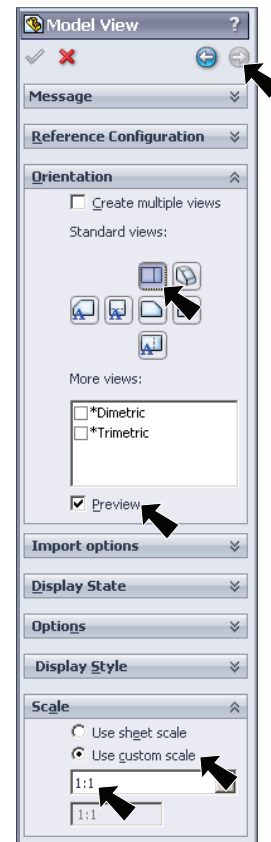 Model View ?
Message
Reference Configuration
Orientation
Create multiple views
Standard views:
A A
A
More views:
*Dimetric
*Trimetric
Preview
Import options
Display State
Options
Display Style
Scale
Use sheet scale
Use custom scale
1:1
1:1